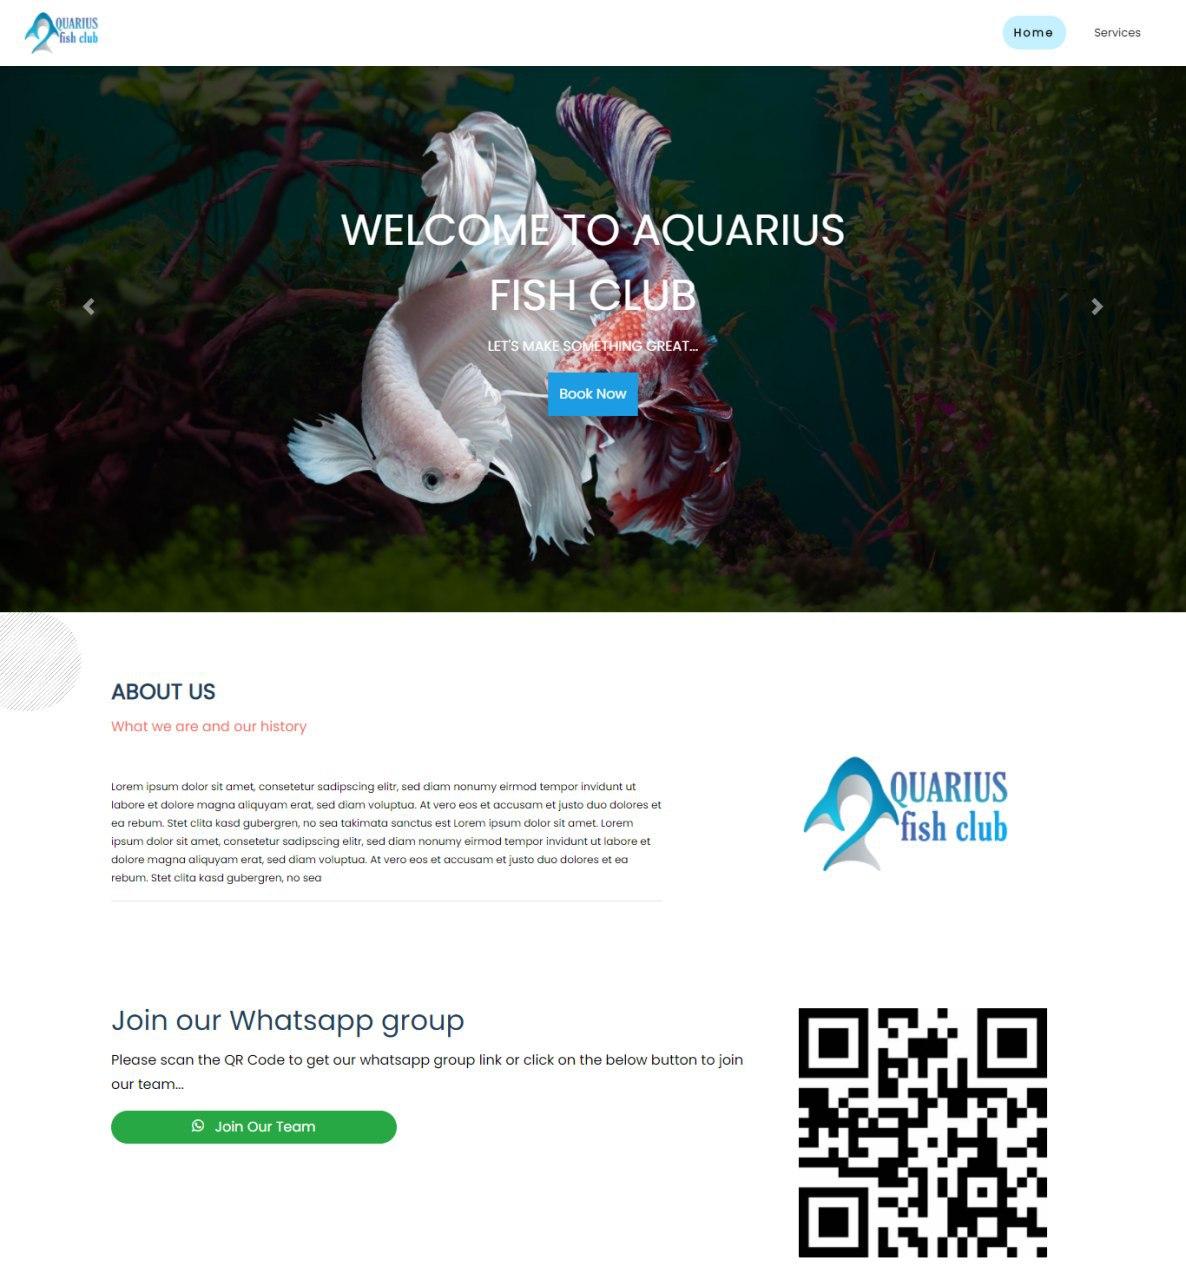 QUARIUS
fish club
Home
Services
WELCOME TO AQUARIUS
FISH CLUB
LET'S MAKE SOMETHING GREAT...
Book Now
ABOUT US
What we are and our history
Lorem ipsum dolor sit amet, consetetur sadipscing elitr, sed diam nonumy eirmod tempor invidunt ut
labore et dolore magna aliquyam erat, sed diam voluptua. At vero eos et accusam et justo duo dolores et
ea rebum. Stet clita kasd gubergren, no sea takimata sanctus est Lorem ipsum dolor sit amet. Lorem
ipsum dolor sit amet, consetetur sadipscing elitr, sed diam nonumy eirmod tempor invidunt ut labore et
dolore magna aliquyam erat, sed diam voluptua. At vero eos et accusam et justo duo dolores et ea
rebum. Stet clita kasd gubergren, no sea
QUARIUS
fish club
Join our Whatsapp group
Please scan the QR Code to get our whatsapp group link or click on the below button to join
our team...
Join Our Team